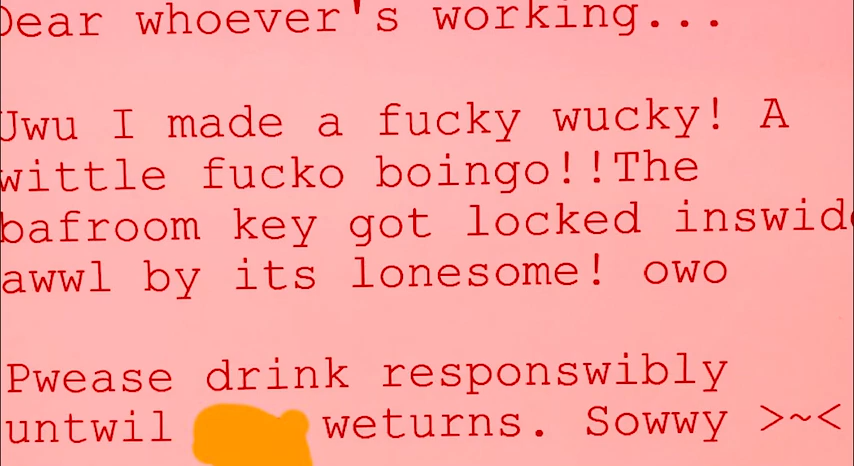 Dear whoever's working...
Uwu I made a fucky wucky! A
wittle fucko boingo!!The
bafroom key got locked inswide
awwl by its lonesome! owo
Pwease drink responswibly
untwil weturns. Sowwy >~<